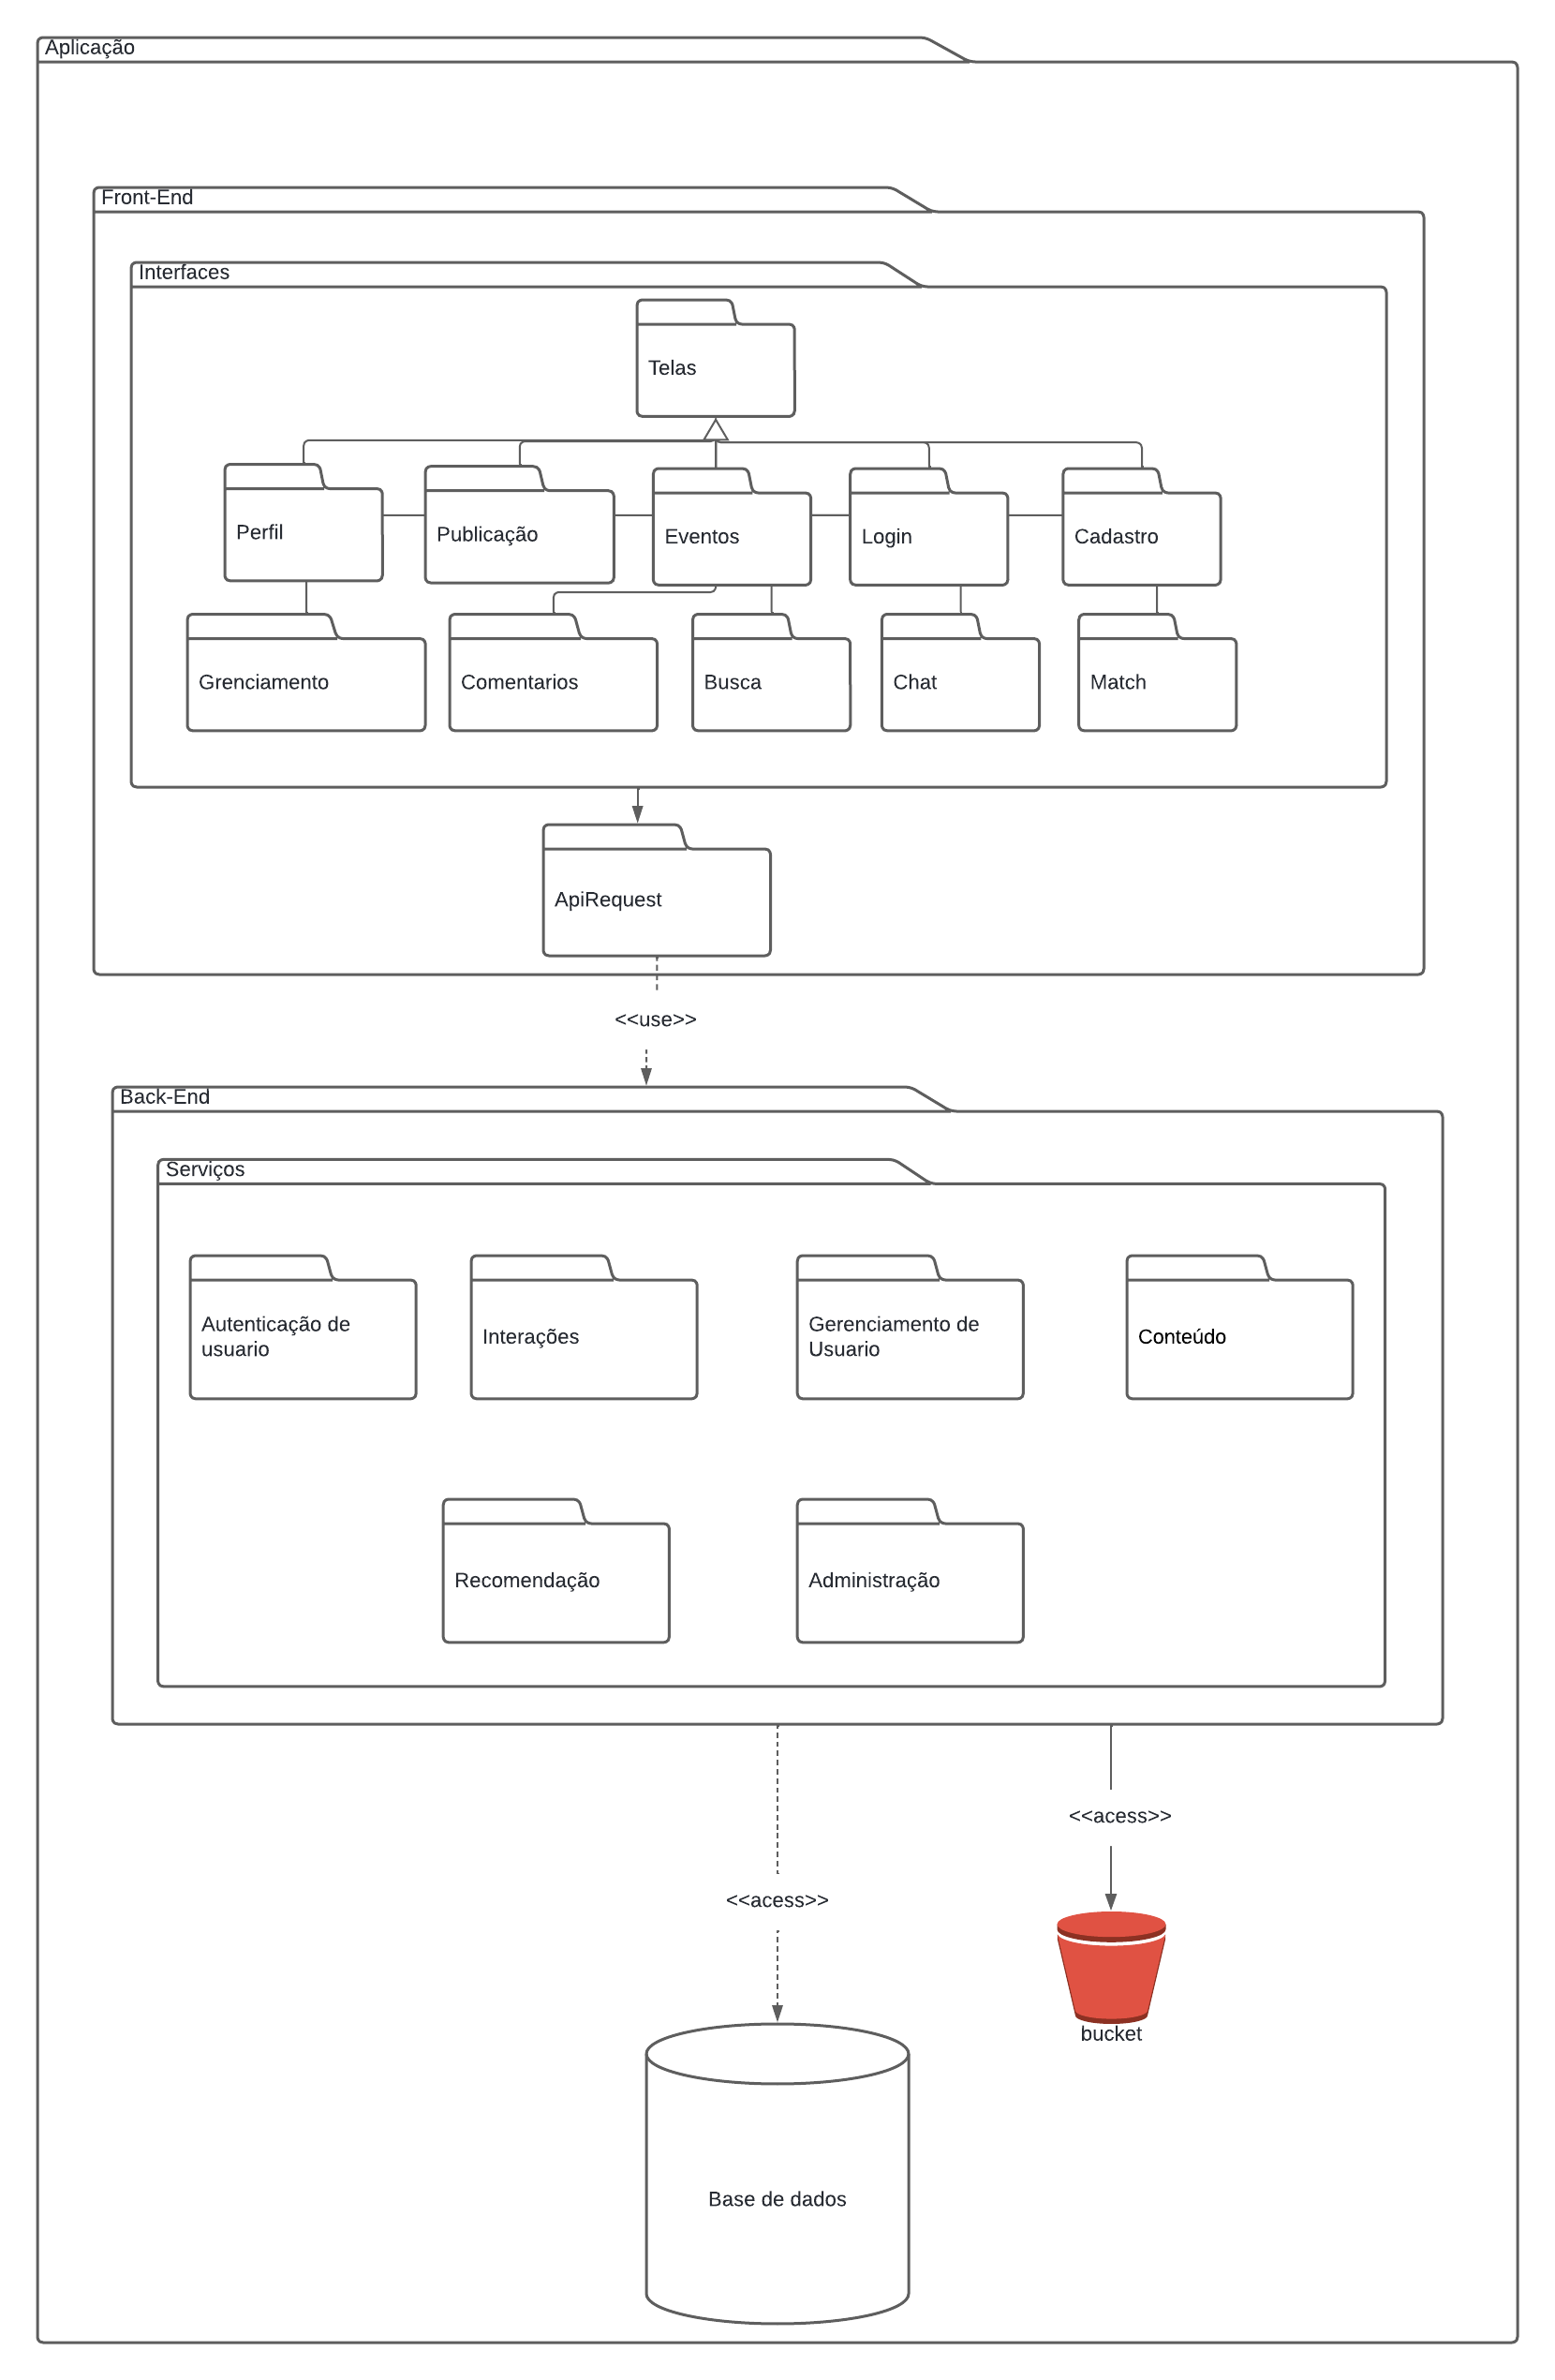 Aplicação
Front-End
Interfaces
Telas
Perfil
Publicação
Eventos
Login
Cadastro
Grenciamento
Comentarios
Busca
Chat
Match
ApiRequest
<<use>>
Back-End
Serviços
Autenticação de
usuario
Interações
Gerenciamento de
Usuario
Conteúdo
Recomendação
Administração
<<acess>>
<<acess>>
bucket
Base de dados